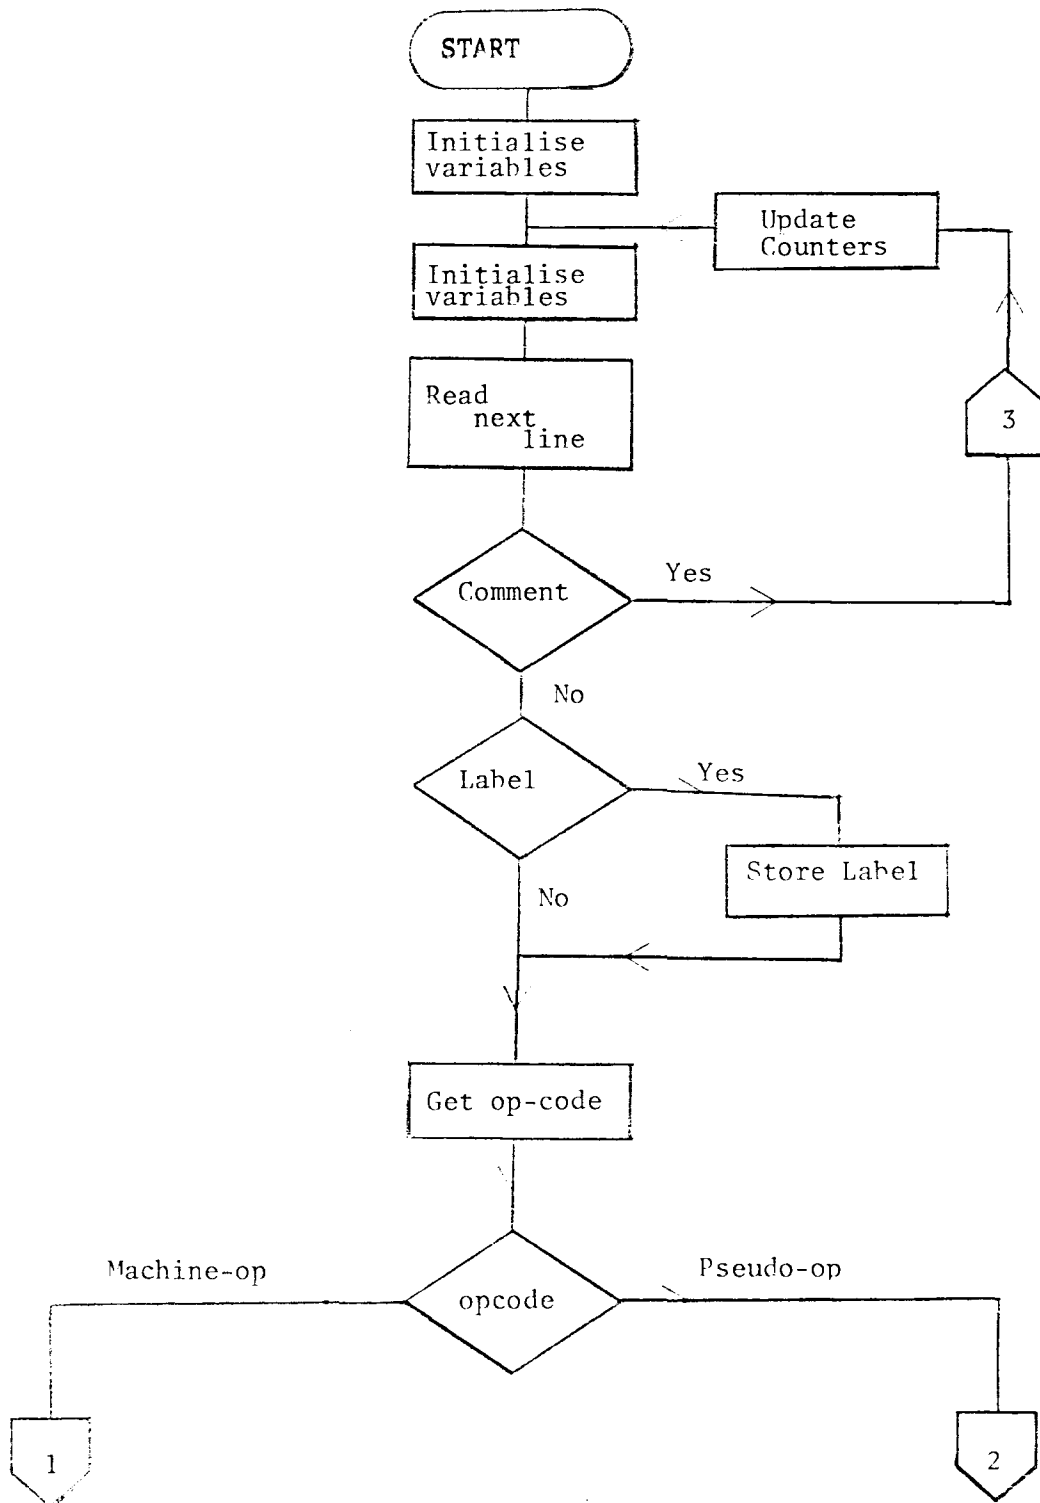 START
Initialise
variables
Update
Counters
Initialise
variables
Read
next
line
3
Comment
Yes
No
Label
Yes
Store Label
No
Get op-code
Machine-op
Pseudo-op
opcode
1
2